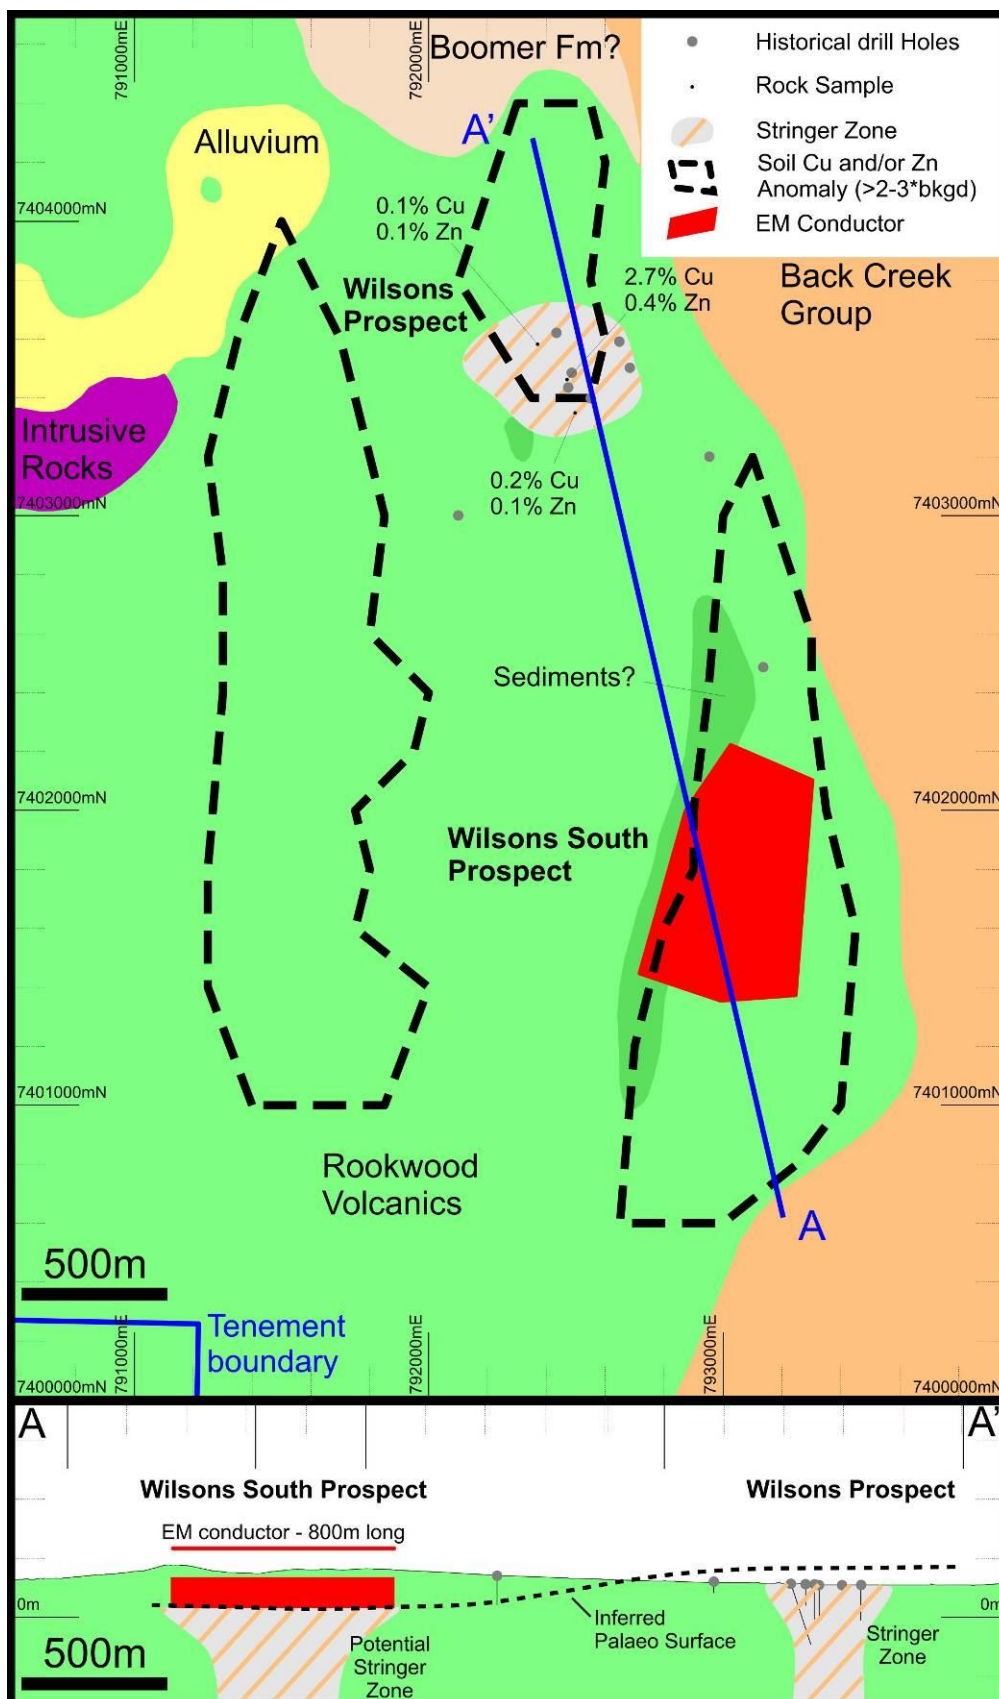 791000mE
792000mE
Boomer Fm?
Historical drill Holes
Rock Sample
Stringer Zone
Soil Cu and/or Zn
Anomaly (>2-3*bkgd)
EM Conductor
A'
Alluvium
7404000mN
0.1% Cu
0.1% Zn
Wilsons
Prospect
2.7% Cu
0.4% Zn
Back Creek
Group
Intrusive
Rocks
0.2% Cu
0.1% Zn
7403000mN
7403000mN
Sediments?
7402000mN
7402000mN
Wilsons South
Prospect
7401000mN
7401000mN
Rookwood
Volcanics
A
500m
Tenement
boundary
791000mE
792000mE
793000mE
7400000mN
7400000mN
A
A'
Wilsons South Prospect
Wilsons Prospect
EM conductor - 800m long
0m
0m
Inferred
Palaeo Surface
Potential
Stringer
Zone
Stringer
Zone
500m